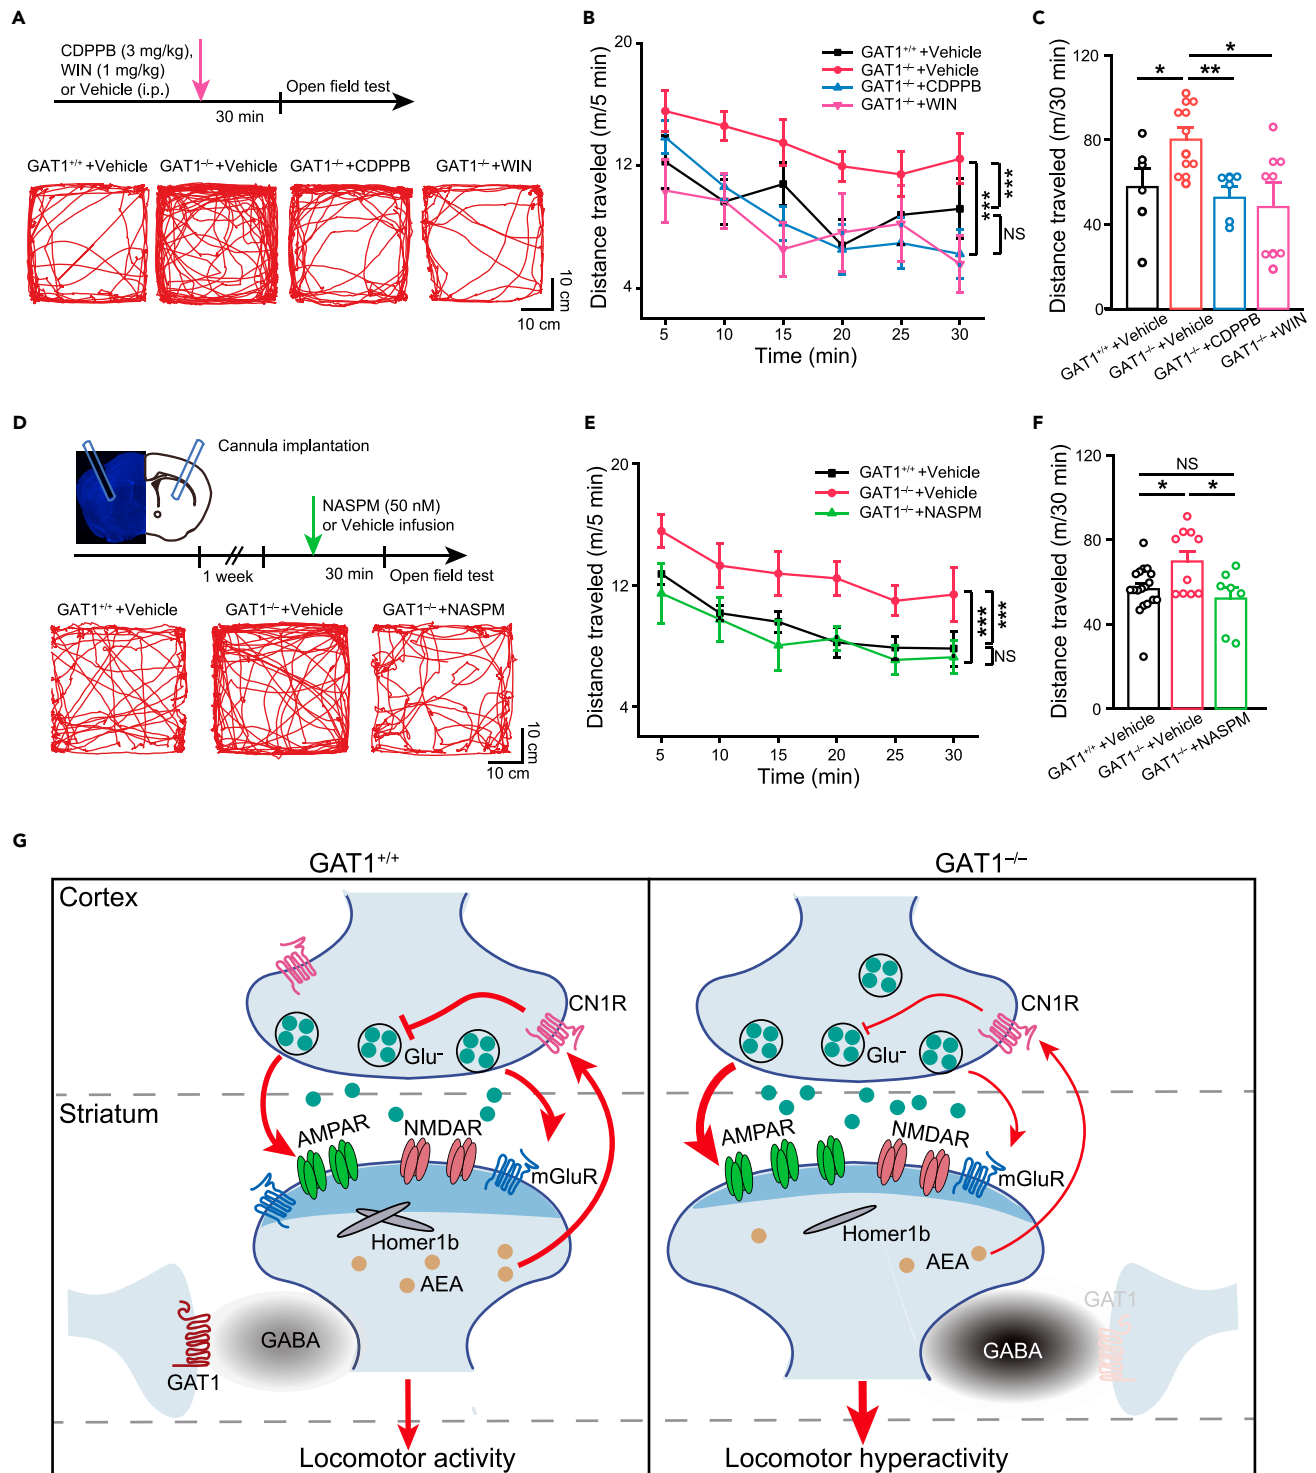 A
CDPPB (3 mg/kg),
WIN (1 mg/kg)
or Vehicle (i.p.)
30 min
Open field test
GAT1+/+ +Vehicle
GAT1–/– +Vehicle
GAT1–/– +CDPPB
GAT1–/– +WIN
10 cm
10 cm
B
Distance traveled (m/5 min)
20
12
4
5
10
15
20
25
30
Time (min)
GAT1+/+ +Vehicle
GAT1–/– +Vehicle
GAT1–/– +CDPPB
GAT1–/– +WIN
***
***
NS
C
Distance traveled (m/30 min)
120
80
40
0
*
**
*
GAT1+/+ +Vehicle
GAT1–/– +Vehicle
GAT1–/– +CDPPB
GAT1–/– +WIN
D
Cannula implantation
NASPM (50 nM)
or Vehicle infusion
1 week
30 min
Open field test
GAT1+/+ +Vehicle
GAT1–/– +Vehicle
GAT1–/– +NASPM
10 cm
10 cm
E
Distance traveled (m/5 min)
20
12
4
5
10
15
20
25
30
Time (min)
GAT1+/+ +Vehicle
GAT1–/– +Vehicle
GAT1–/– +NASPM
***
***
NS
F
Distance traveled (m/30 min)
120
80
40
0
NS
*
*
GAT1+/+ +Vehicle
GAT1–/– +Vehicle
GAT1–/– +NASPM
G
GAT1+/+
GAT1–/–
Cortex
CN1R
Glu-
Striatum
AMPAR
NMDAR
mGluR
Homer1b
AEA
GABA
GAT1
Locomotor activity
CN1R
Glu-
AMPAR
NMDAR
mGluR
Homer1b
AEA
GAT1
GABA
Locomotor hyperactivity